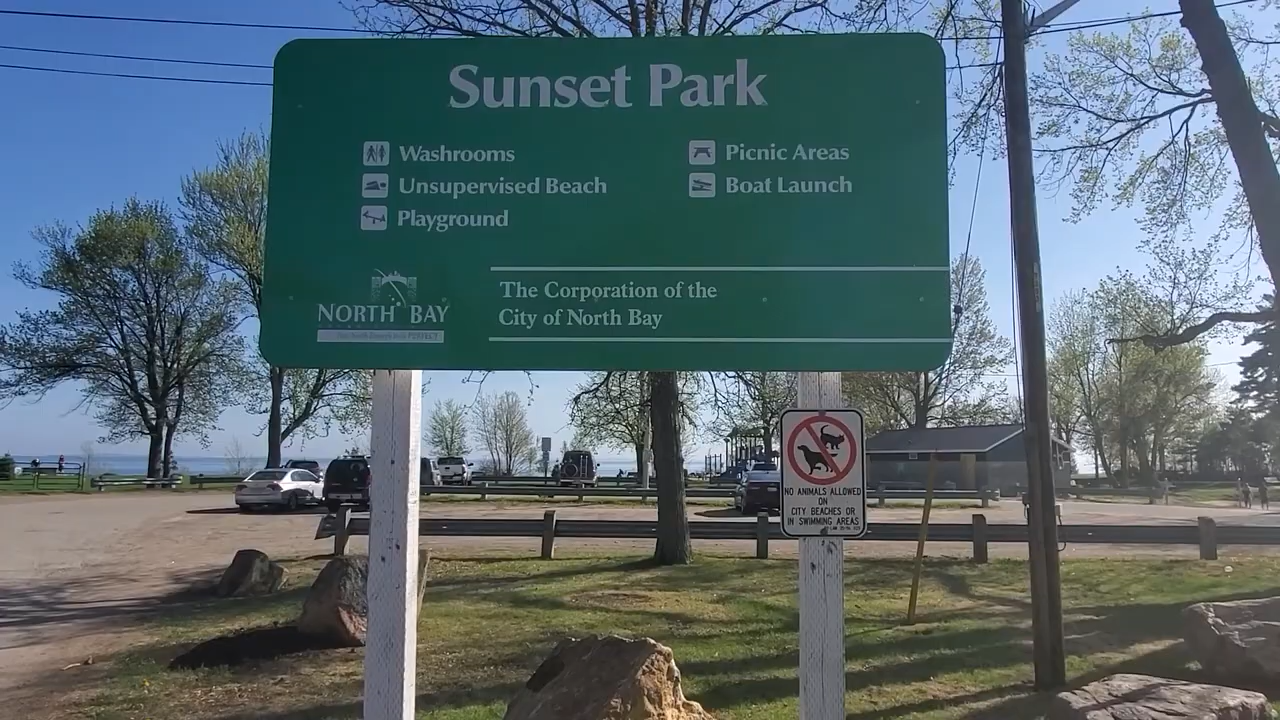 Sunset Park
Washrooms
Unsupervised Beach
Playground
Picnic Areas
Boat Launch
NORTH BAY
The Corporation of the
City of North Bay
NO ANIMALS ALLOWED
ON
CITY BEACHES OR
IN SWIMMING AREAS